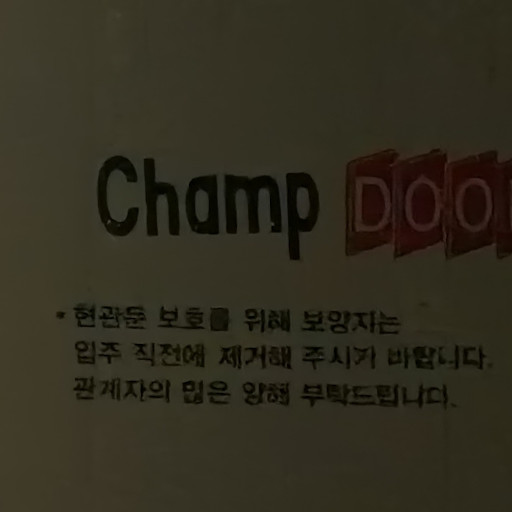 Champ DOO
* 현관문 보호를 위해 보양지는
입주 직전에 제거해 주시기 바랍니다.
관계자의 많은 양해 부탁드립니다.